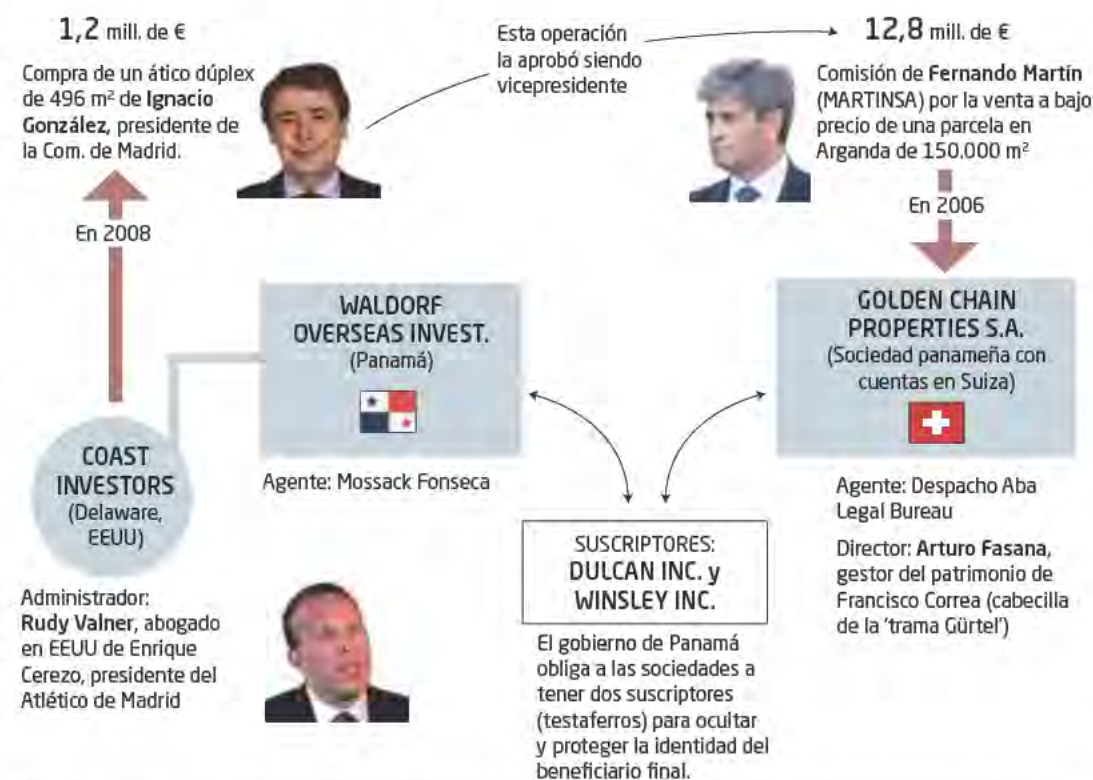 1,2 mill. de €
Compra de un ático dúplex
de 496 m² de Ignacio
González, presidente de
la Com. de Madrid.
En 2008
Esta operación
la aprobó siendo
vicepresidente
12,8 mill. de €
Comisión de Fernando Martín
(MARTINSA) por la venta a bajo
precio de una parcela en
Arganda de 150.000 m²
En 2006
WALDORF
OVERSEAS INVEST.
(Panamá)
Agente: Mossack Fonseca
GOLDEN CHAIN
PROPERTIES S.A.
(Sociedad panameña con
cuentas en Suiza)
Agente: Despacho Aba
Legal Bureau
Director: Arturo Fasana,
gestor del patrimonio de
Francisco Correa (cabecilla
de la 'trama Gürtel')
COAST
INVESTORS
(Delaware,
EEUU)
Administrador:
Rudy Valner, abogado
en EEUU de Enrique
Cerezo, presidente del
Atlético de Madrid
SUSCRIPTORES:
DULCAN INC. y
WINSLEY INC.
El gobierno de Panamá
obliga a las sociedades a
tener dos suscriptores
(testaferros) para ocultar
y proteger la identidad del
beneficiario final.